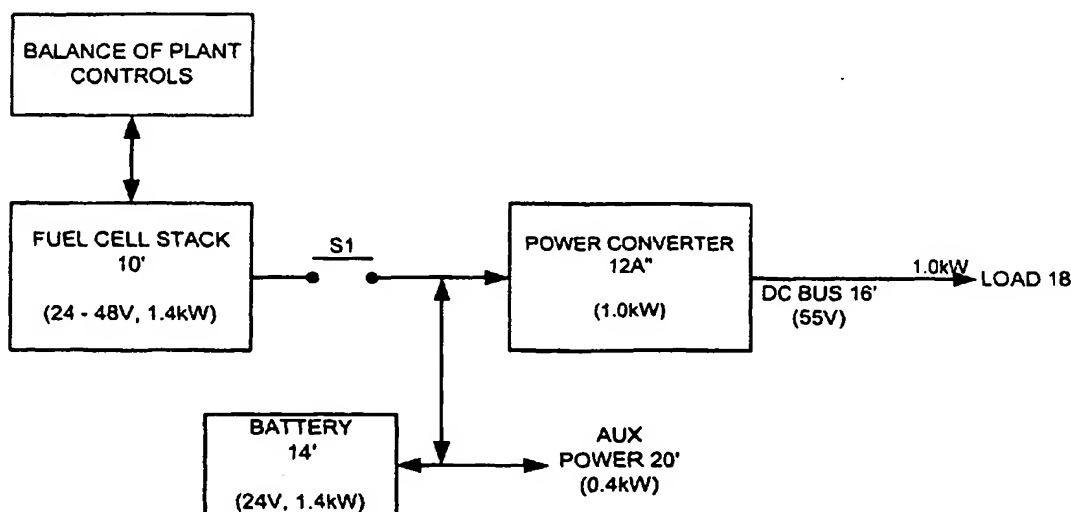 BALANCE OF PLANT
CONTROLS
FUEL CELL STACK
10'
(24 - 48V, 1.4kW)
S1
POWER CONVERTER
12A"
(1.0kW)
1.0kW
LOAD 18
DC BUS 16'
(55V)
BATTERY
14'
(24V, 1.4kW)
AUX
POWER 20'
(0.4kW)